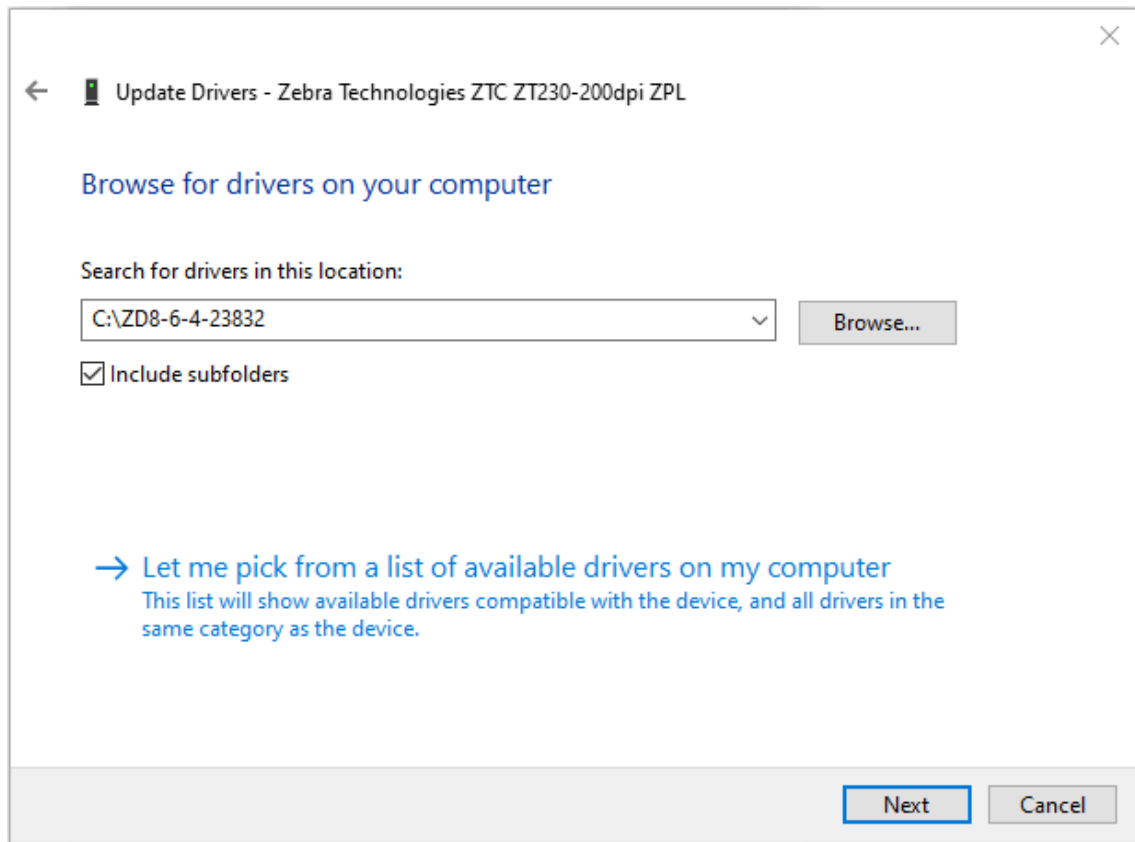 Update Drivers - Zebra Technologies ZTC ZT230-200dpi ZPL
Browse for drivers on your computer
Search for drivers in this location:
C:\ZD8-6-4-23832
Browse...
Include subfolders
Let me pick from a list of available drivers on my computer
This list will show available drivers compatible with the device, and all drivers in the
same category as the device.
Next
Cancel